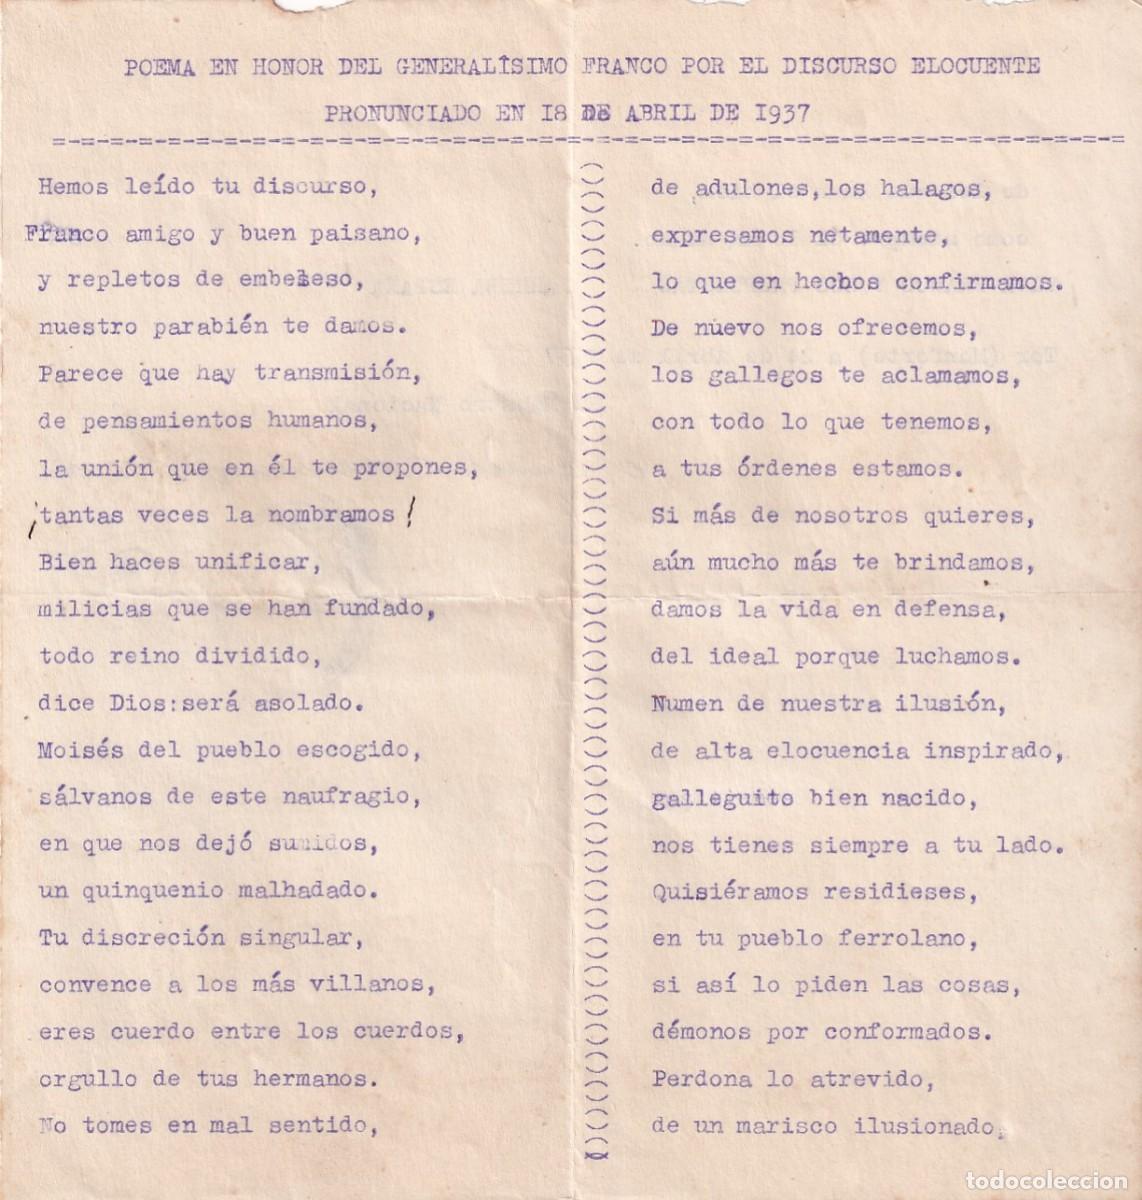 POEMA EN HONOR DEL GENERALÍSIMO FRANCO POR EL DISCURSO ELOCUENTE
PRONUNCIADO EN I8 DE ABRIL DE I937
Hemos leído tu discurso,
Franco amigo y buen paisano,
y repletos de embeleso,
nuestro parabién te damos.
Parece que hay transmisión,
de pensamientos humanos,
la unión que en él te propones,
¡tantas veces la nombramos!
Bien haces unificar,
milicias que se han fundado,
todo reino dividido,
dice Dios:será asolado.
Moisés del pueblo escogido,
sálvanos de este naufragio,
en que nos dejó sumidos,
un quinquenio malhadado.
Tu discreción singular,
convence a los más villanos,
eres cuerdo entre los cuerdos,
orgullo de tus hermanos.
No tomes en mal sentido,
de adulones,los halagos,
expresamos netamente,
lo que en hechos confirmamos.
De nuevo nos ofrecemos,
los gallegos te aclamamos,
con todo lo que tenemos,
a tus órdenes estamos.
Si más de nosotros quieres,
aún mucho más te brindamos,
damos la vida en defensa,
del ideal porque luchamos.
Numen de nuestra ilusión,
de alta elocuencia inspirado,
galleguito bien nacido,
nos tienes siempre a tu lado.
Quisiéramos residieses,
en tu pueblo ferrolano,
si así lo piden las cosas,
démonos por conformados.
Perdona lo atrevido,
de un marisco ilusionado,
todocoleccion